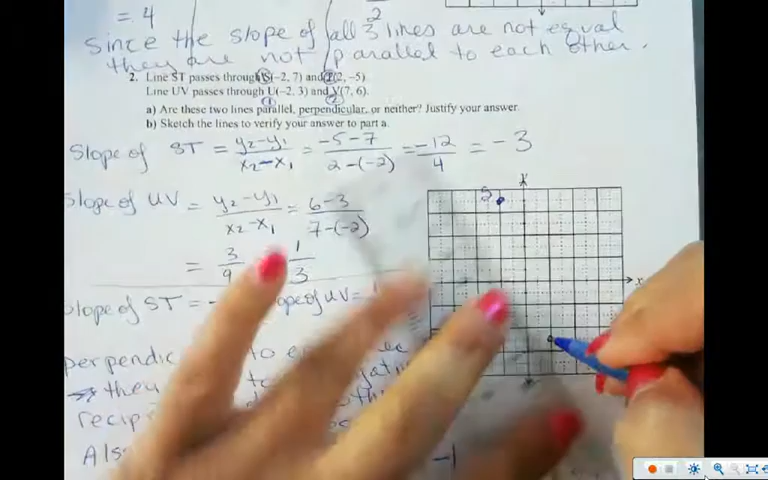 = 4
2
Since the slope of all 3 lines are not equal
they are not parallel to each other.
2. Line ST passes through S(-2, 7) and T(2, -5).
Line UV passes through U(-2, 3) and V(7, 6).
a) Are these two lines parallel, perpendicular, or neither? Justify your answer.
b) Sketch the lines to verify your answer to part a.
Slope of ST = y₂-y₁/x₂-x₁ = -5-7/2-(-2) = -12/4 = -3
Slope of UV = y₂-y₁/x₂-x₁ = 6-3/7-(-2)
= 3/9 1/3
Slope of ST = - slope of UV = 1
perpendic to e
they
recip
Als -1
S
y
x